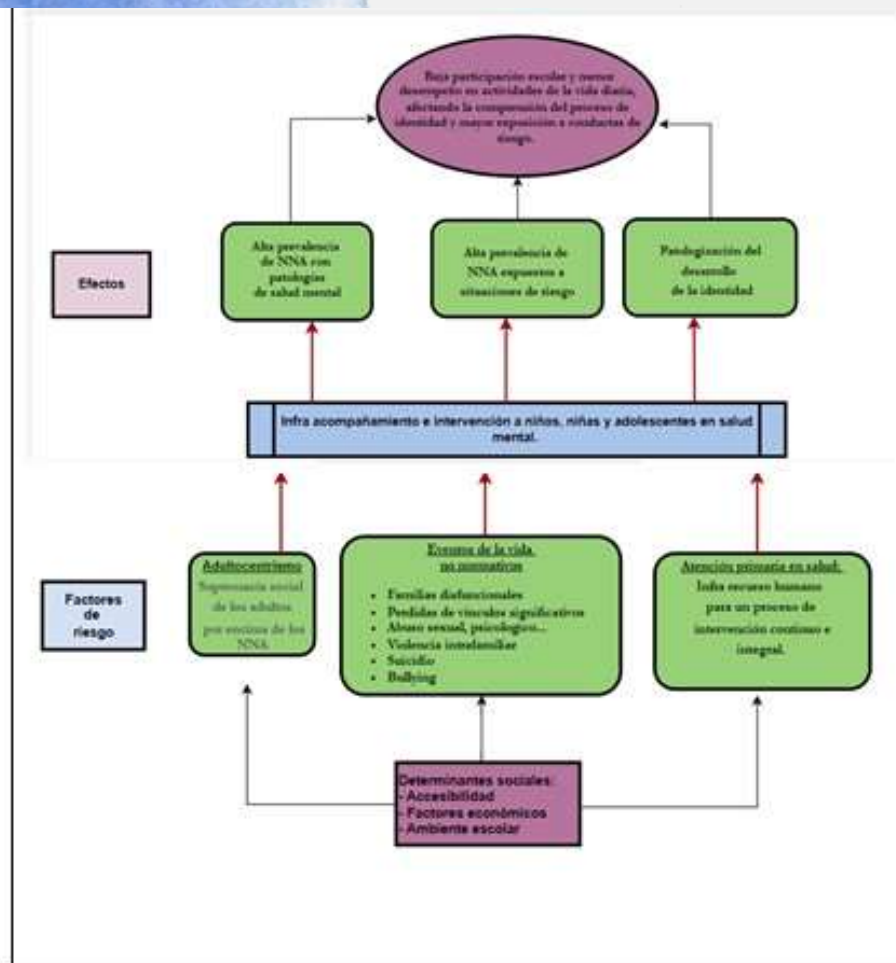 Baja participación escolar y menor
desempeño en actividades de la vida diaria,
afectando la comprensión del proceso de
identidad y mayor exposición a conductas de
riesgo.
Alta prevalencia
de NNA con
patologías
de salud mental
Alta prevalencia de
NNA expuestos a
situaciones de riesgo
Patologización del
desarrollo
de la identidad
Efectos
Infra acompañamiento e intervención a niños, niñas y adolescentes en salud
mental.
Adultocentrismo
Supremacía social
de los adultos
por encima de los
NNA
Eventos de la vida
no normativos
• Familias disfuncionales
• Perdidas de vínculos significativos
• Abuso sexual, psicologico...
• Violencia intrafamiliar
• Suicidio
• Bullying
Atención primaria en salud:
Infra recurso humano
para un proceso de
intervención continuo e
integral.
Factores
de
riesgo
Determinantes sociales:
- Accesibilidad
- Factores económicos
- Ambiente escolar